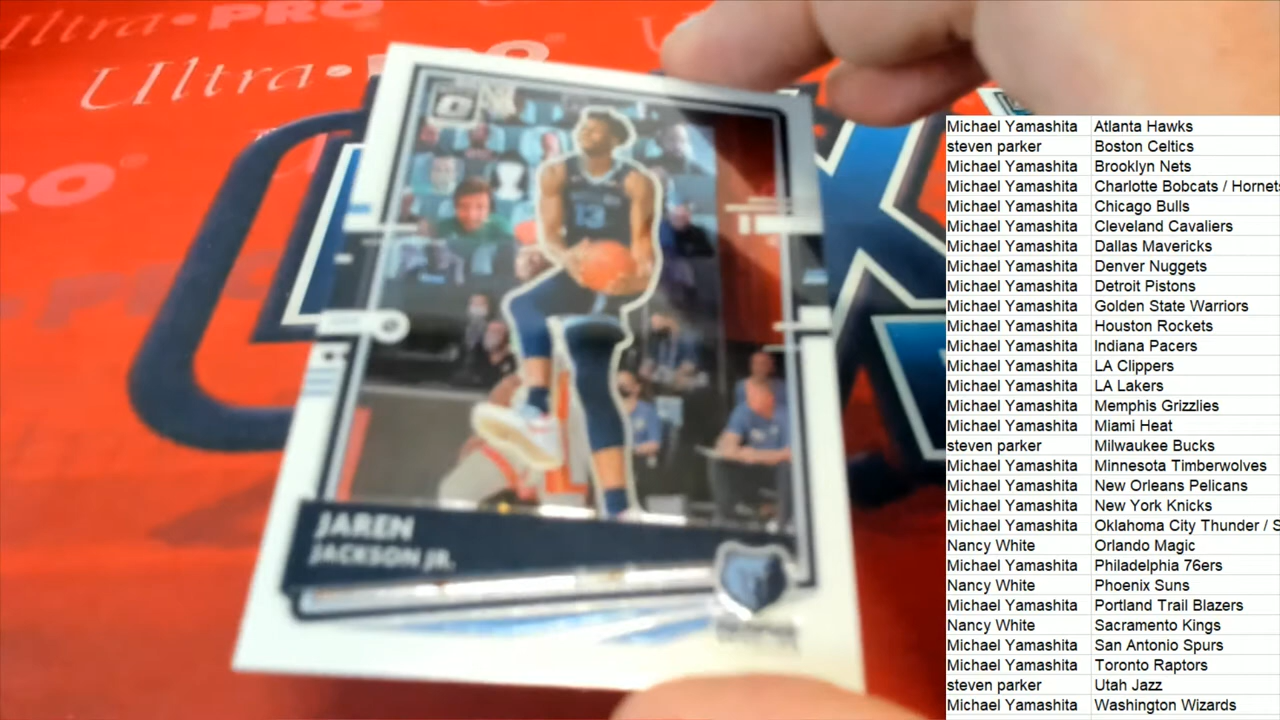 Ultra•PRO
Ultra•PRO
PRO
JAREN
JACKSON JR.
13
Michael Yamashita Atlanta Hawks
steven parker Boston Celtics
Michael Yamashita Brooklyn Nets
Michael Yamashita Charlotte Bobcats / Hornets
Michael Yamashita Chicago Bulls
Michael Yamashita Cleveland Cavaliers
Michael Yamashita Dallas Mavericks
Michael Yamashita Denver Nuggets
Michael Yamashita Detroit Pistons
Michael Yamashita Golden State Warriors
Michael Yamashita Houston Rockets
Michael Yamashita Indiana Pacers
Michael Yamashita LA Clippers
Michael Yamashita LA Lakers
Michael Yamashita Memphis Grizzlies
Michael Yamashita Miami Heat
steven parker Milwaukee Bucks
Michael Yamashita Minnesota Timberwolves
Michael Yamashita New Orleans Pelicans
Michael Yamashita New York Knicks
Michael Yamashita Oklahoma City Thunder / S
Nancy White Orlando Magic
Michael Yamashita Philadelphia 76ers
Nancy White Phoenix Suns
Michael Yamashita Portland Trail Blazers
Nancy White Sacramento Kings
Michael Yamashita San Antonio Spurs
Michael Yamashita Toronto Raptors
steven parker Utah Jazz
Michael Yamashita Washington Wizards